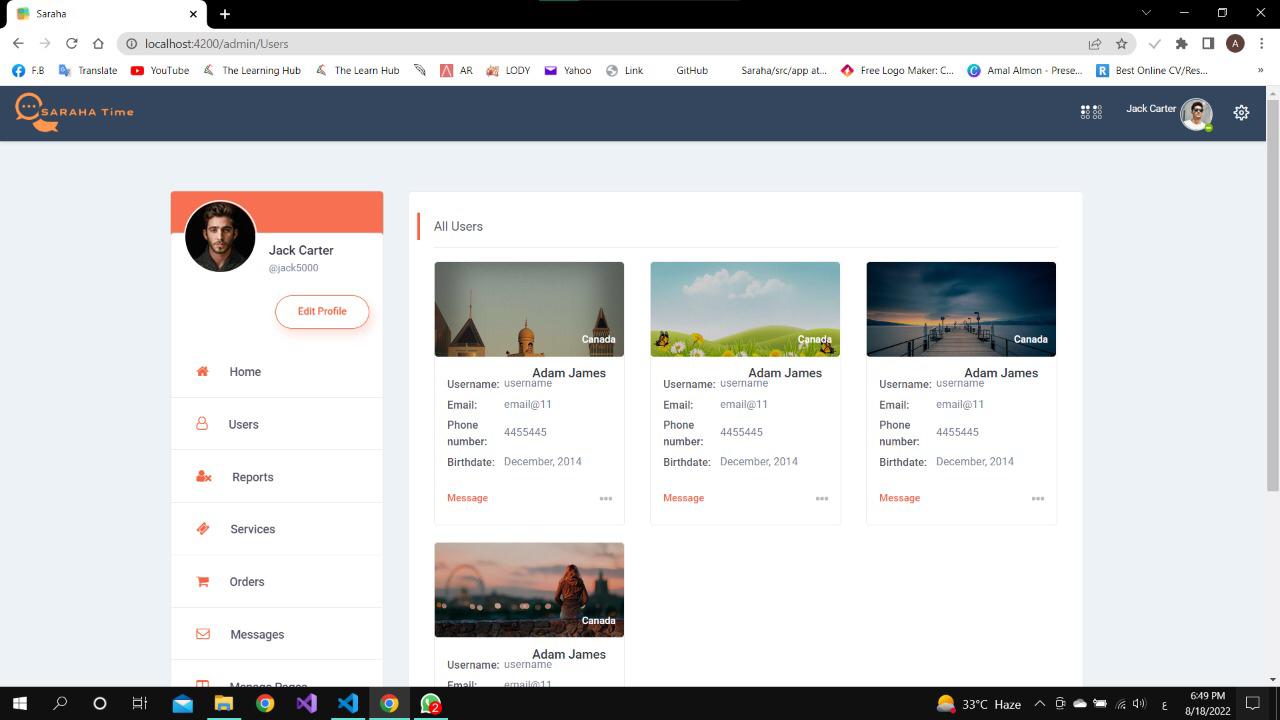 Saraha
localhost:4200/admin/Users
A
F.B
Translate
YouTube
The Learning Hub
The Learn Hub
AR
LODY
Yahoo
Link
GitHub
Saraha/src/app at...
Free Logo Maker: C...
Amal Almon - Prese...
Best Online CV/Res...
»
SARAHA Time
Jack Carter
Jack Carter
@jack5000
Edit Profile
Home
Users
Reports
Services
Orders
Messages
Manage Pages
All Users
Canada
Adam James
Username: username
Email: email@11
Phone number: 4455445
Birthdate: December, 2014
Message
Canada
Adam James
Username: username
Email: email@11
Phone number: 4455445
Birthdate: December, 2014
Message
Canada
Adam James
Username: username
Email: email@11
Phone number: 4455445
Birthdate: December, 2014
Message
Canada
Adam James
Username: username
Email: email@11
2
33°C Haze
ع
6:49 PM
8/18/2022